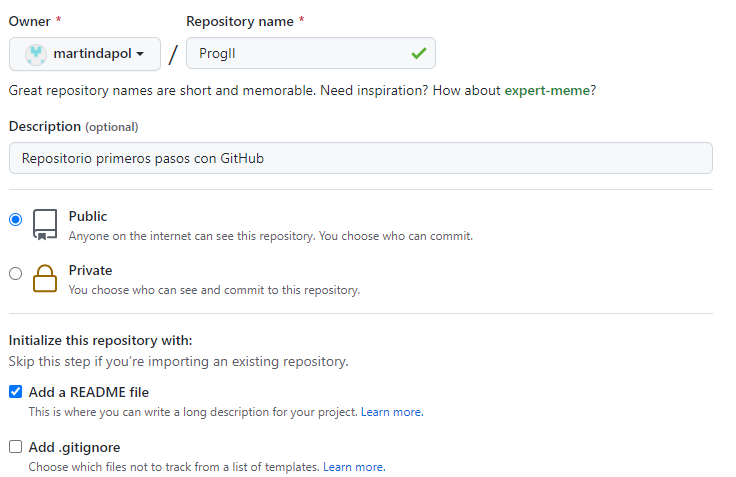 Owner * Repository name *
martindapol / ProgII
Great repository names are short and memorable. Need inspiration? How about expert-meme?
Description (optional)
Repositorio primeros pasos con GitHub
Public
Anyone on the internet can see this repository. You choose who can commit.
Private
You choose who can see and commit to this repository.
Initialize this repository with:
Skip this step if you're importing an existing repository.
Add a README file
This is where you can write a long description for your project. Learn more.
Add .gitignore
Choose which files not to track from a list of templates. Learn more.